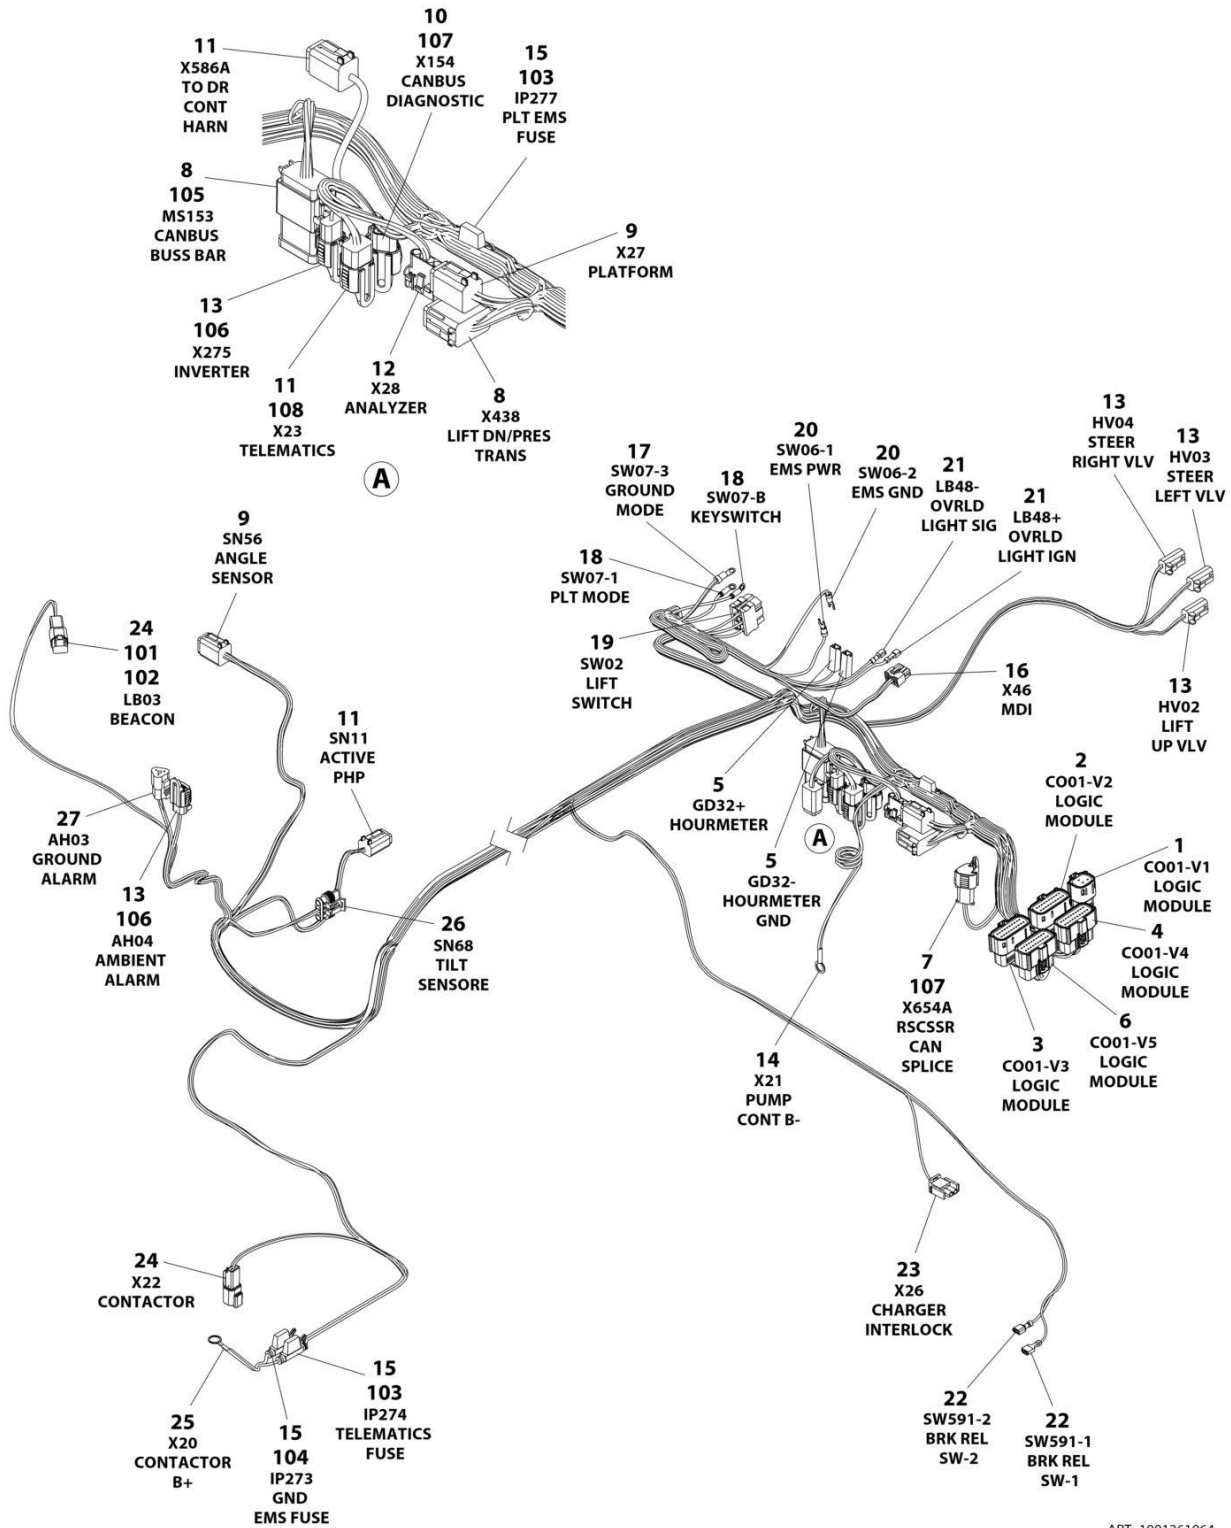 10
107
X154
CANBUS
DIAGNOSTIC
11
X586A
TO DR
CONT
HARN
15
103
IP277
PLT EMS
FUSE
8
105
MS153
CANBUS
BUSS BAR
9
X27
PLATFORM
13
106
X275
INVERTER
11
108
X23
TELEMATICS
12
X28
ANALYZER
8
X438
LIFT DN/PRES
TRANS
A
17
SW07-3
GROUND
MODE
18
SW07-B
KEYSWITCH
20
SW06-1
EMS PWR
20
SW06-2
EMS GND
21
LB48-
OVRLD
LIGHT SIG
21
LB48+
OVRLD
LIGHT IGN
13
HV04
STEER
RIGHT VLV
13
HV03
STEER
LEFT VLV
18
SW07-1
PLT MODE
19
SW02
LIFT
SWITCH
16
X46
MDI
13
HV02
LIFT
UP VLV
9
SN56
ANGLE
SENSOR
24
101
102
LB03
BEACON
11
SN11
ACTIVE
PHP
27
AH03
GROUND
ALARM
13
106
AH04
AMBIENT
ALARM
26
SN68
TILT
SENSORE
5
GD32+
HOURMETER
A
5
GD32-
HOURMETER
GND
2
CO01-V2
LOGIC
MODULE
1
CO01-V1
LOGIC
MODULE
4
CO01-V4
LOGIC
MODULE
6
CO01-V5
LOGIC
MODULE
3
CO01-V3
LOGIC
MODULE
7
107
X654A
RSCSSR
CAN
SPLICE
14
X21
PUMP
CONT B-
24
X22
CONTACTOR
23
X26
CHARGER
INTERLOCK
25
X20
CONTACTOR
B+
15
104
IP273
GND
EMS FUSE
15
103
IP274
TELEMATICS
FUSE
22
SW591-2
BRK REL
SW-2
22
SW591-1
BRK REL
SW-1